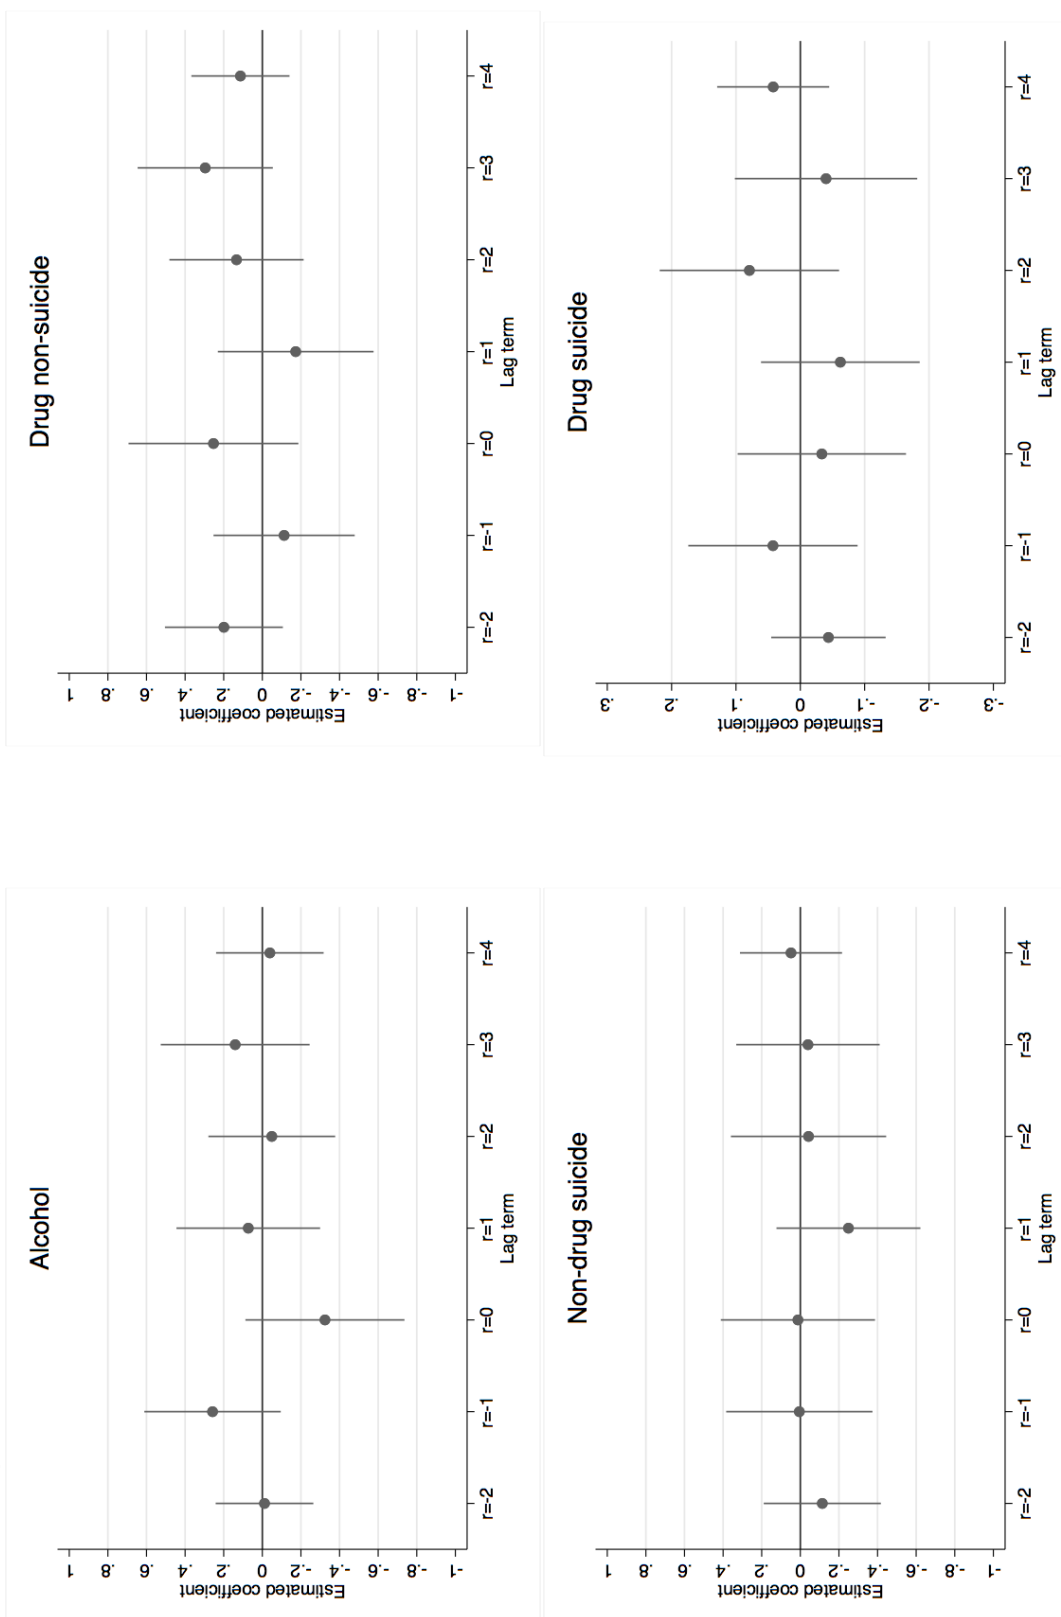 Alcohol
1
.8
.6
.4
.2
0
-.2
-.4
-.6
-.8
-1
Estimated coefficient
r=-2
r=-1
r=0
r=1
r=2
r=3
r=4
Lag term
Drug non-suicide
1
.8
.6
.4
.2
0
-.2
-.4
-.6
-.8
-1
Estimated coefficient
r=-2
r=-1
r=0
r=1
r=2
r=3
r=4
Lag term
Non-drug suicide
1
.8
.6
.4
.2
0
-.2
-.4
-.6
-.8
-1
Estimated coefficient
r=-2
r=-1
r=0
r=1
r=2
r=3
r=4
Lag term
Drug suicide
.3
.2
.1
0
-.1
-.2
-.3
Estimated coefficient
r=-2
r=-1
r=0
r=1
r=2
r=3
r=4
Lag term